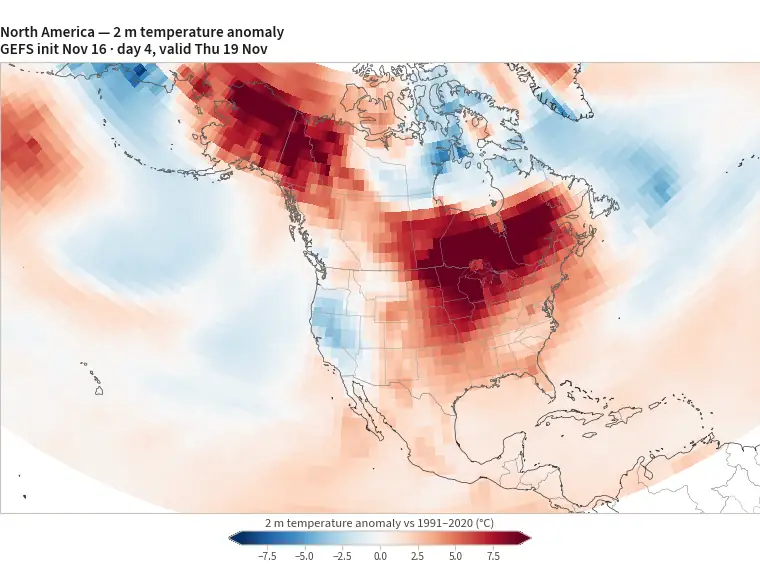 North America — 2 m temperature anomaly
GEFS init Nov 16 · day 4, valid Thu 19 Nov
2 m temperature anomaly vs 1991–2020 (°C)
−7.5 −5.0 −2.5 0.0 2.5 5.0 7.5